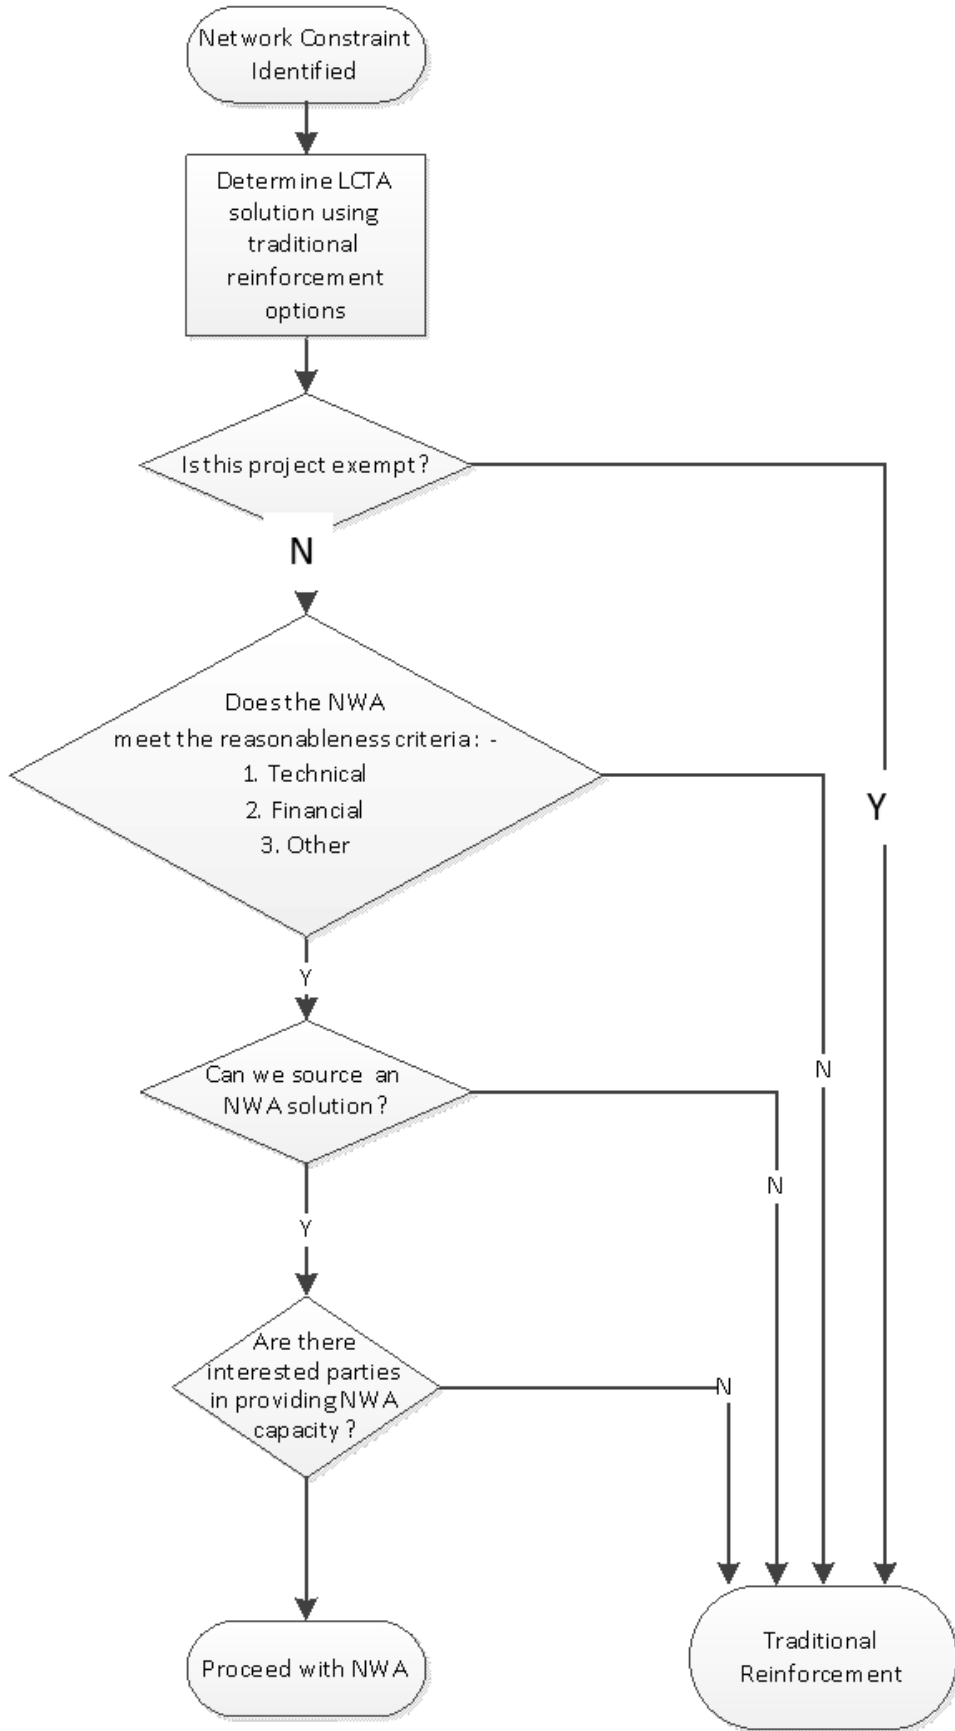 Network Constraint
Identified
Determine LCTA
solution using
traditional
reinforcement
options
Is this project exempt?
N
Does the NWA
meet the reasonableness criteria: -
1. Technical
2. Financial
3. Other
Y
Y
N
Can we source an
NWA solution?
N
Y
Are there
interested parties
in providing NWA
capacity?
N
Proceed with NWA
Traditional
Reinforcement